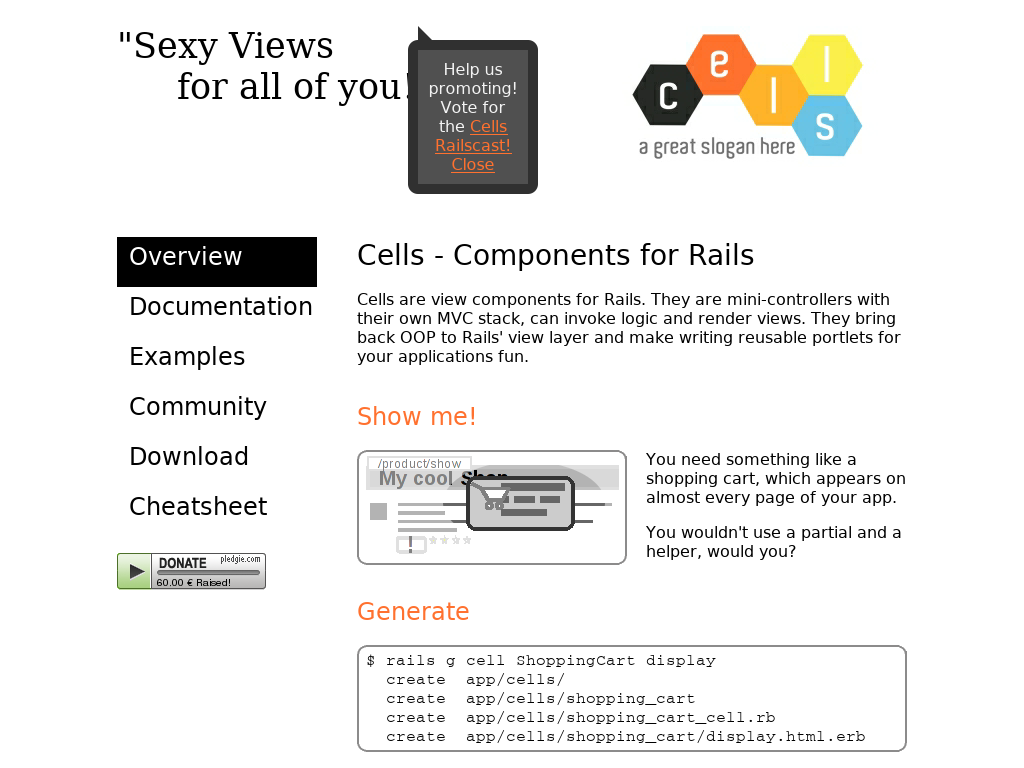 "Sexy Views
for all of you!
Help us
promoting!
Vote for
the Cells
Railscast!
Close
cells
a great slogan here
Overview
Documentation
Examples
Community
Download
Cheatsheet
DONATE pledgie.com
60.00 € Raised!
Cells - Components for Rails
Cells are view components for Rails. They are mini-controllers with
their own MVC stack, can invoke logic and render views. They bring
back OOP to Rails' view layer and make writing reusable portlets for
your applications fun.
Show me!
/product/show
My cool Shop
!
You need something like a
shopping cart, which appears on
almost every page of your app.
You wouldn't use a partial and a
helper, would you?
Generate
$ rails g cell ShoppingCart display
create app/cells/
create app/cells/shopping_cart
create app/cells/shopping_cart_cell.rb
create app/cells/shopping_cart/display.html.erb